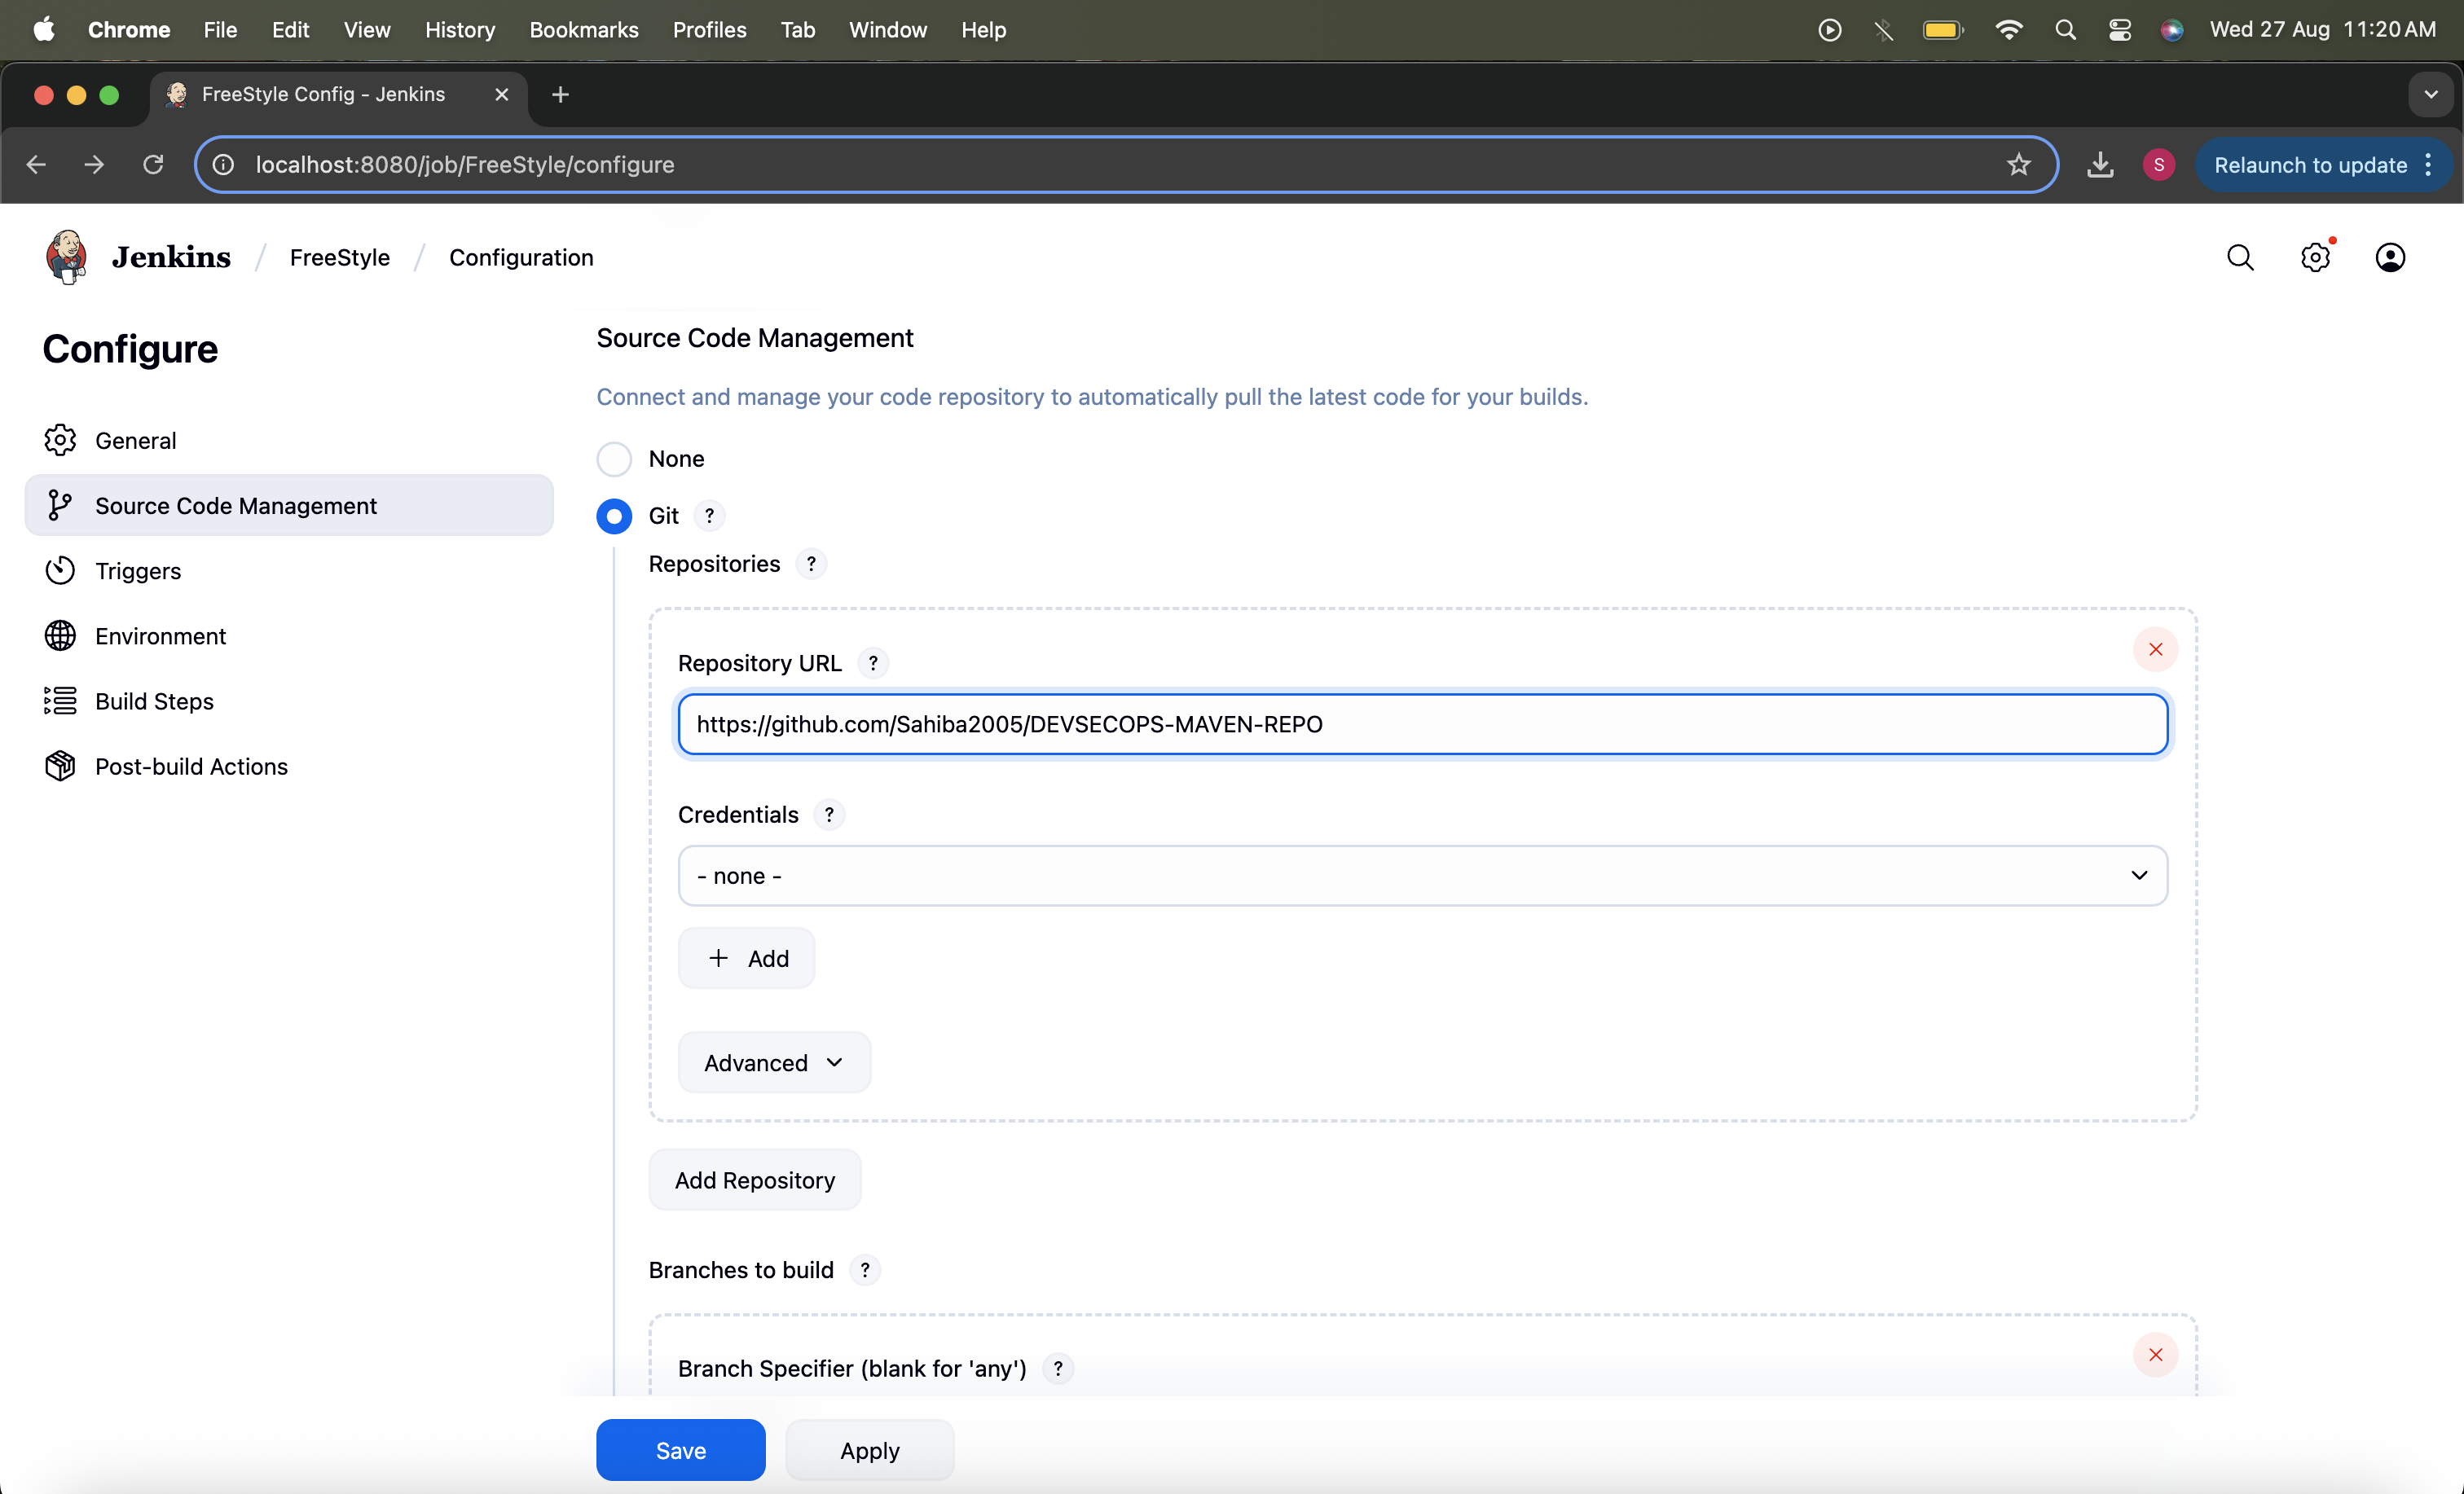 Chrome File Edit View History Bookmarks Profiles Tab Window Help Wed 27 Aug 11:20 AM
FreeStyle Config - Jenkins
localhost:8080/job/FreeStyle/configure S Relaunch to update
Jenkins / FreeStyle / Configuration
Configure
General
Source Code Management
Triggers
Environment
Build Steps
Post-build Actions
Source Code Management
Connect and manage your code repository to automatically pull the latest code for your builds.
None
Git ?
Repositories ?
Repository URL ?
https://github.com/Sahiba2005/DEVSECOPS-MAVEN-REPO
Credentials ?
- none -
+ Add
Advanced
Add Repository
Branches to build ?
Branch Specifier (blank for 'any') ?
Save Apply